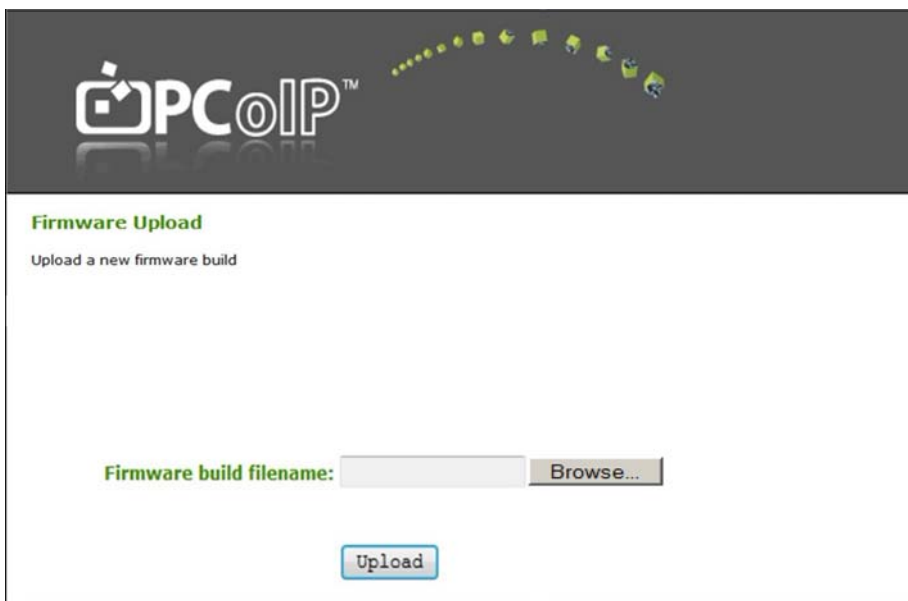 PCoIP™
Firmware Upload
Upload a new firmware build
Firmware build filename:
Browse...
Upload